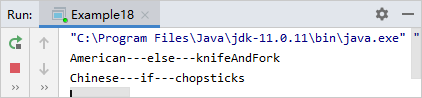 Run: Example18
"C:\Program Files\Java\jdk-11.0.11\bin\java.exe" "
American---else---knifeAndFork
Chinese---if---chopsticks